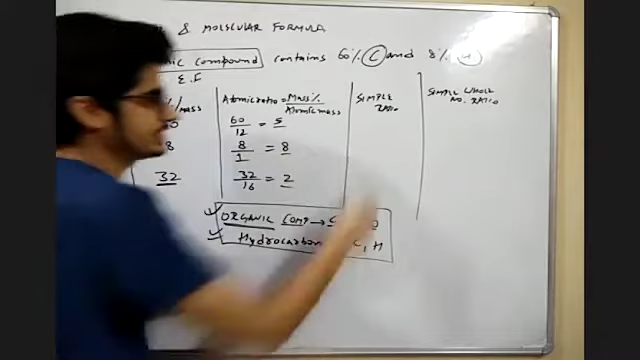 & MOLECULAR FORMULA
compound contains 60% C and 8% H
E.F
% MASS Atomic ratio = Mass% / Atomic mass SIMPLE RATIO SIMPLE WHOLE NO. RATIO
60/12 = 5
8 8/1 = 8
32 32/16 = 2
ORGANIC COMP → C
Hydrocarbon C, H